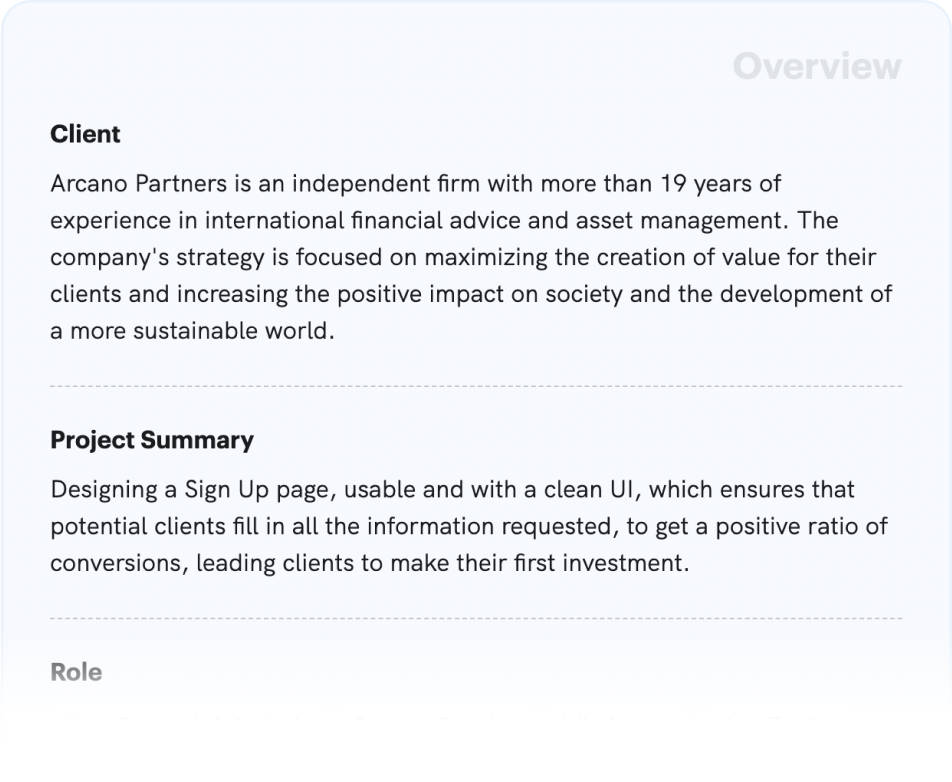 Overview
Client
Arcano Partners is an independent firm with more than 19 years of
experience in international financial advice and asset management. The
company's strategy is focused on maximizing the creation of value for their
clients and increasing the positive impact on society and the development of
a more sustainable world.
Project Summary
Designing a Sign Up page, usable and with a clean UI, which ensures that
potential clients fill in all the information requested, to get a positive ratio of
conversions, leading clients to make their first investment.
Role